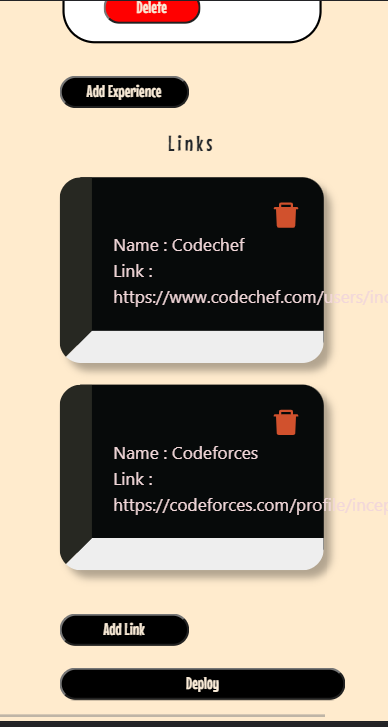 Delete
Add Experience
Links
Name : Codechef
Link :
https://www.codechef.com/users/inc
Name : Codeforces
Link :
https://codeforces.com/profile/incep
Add Link
Deploy